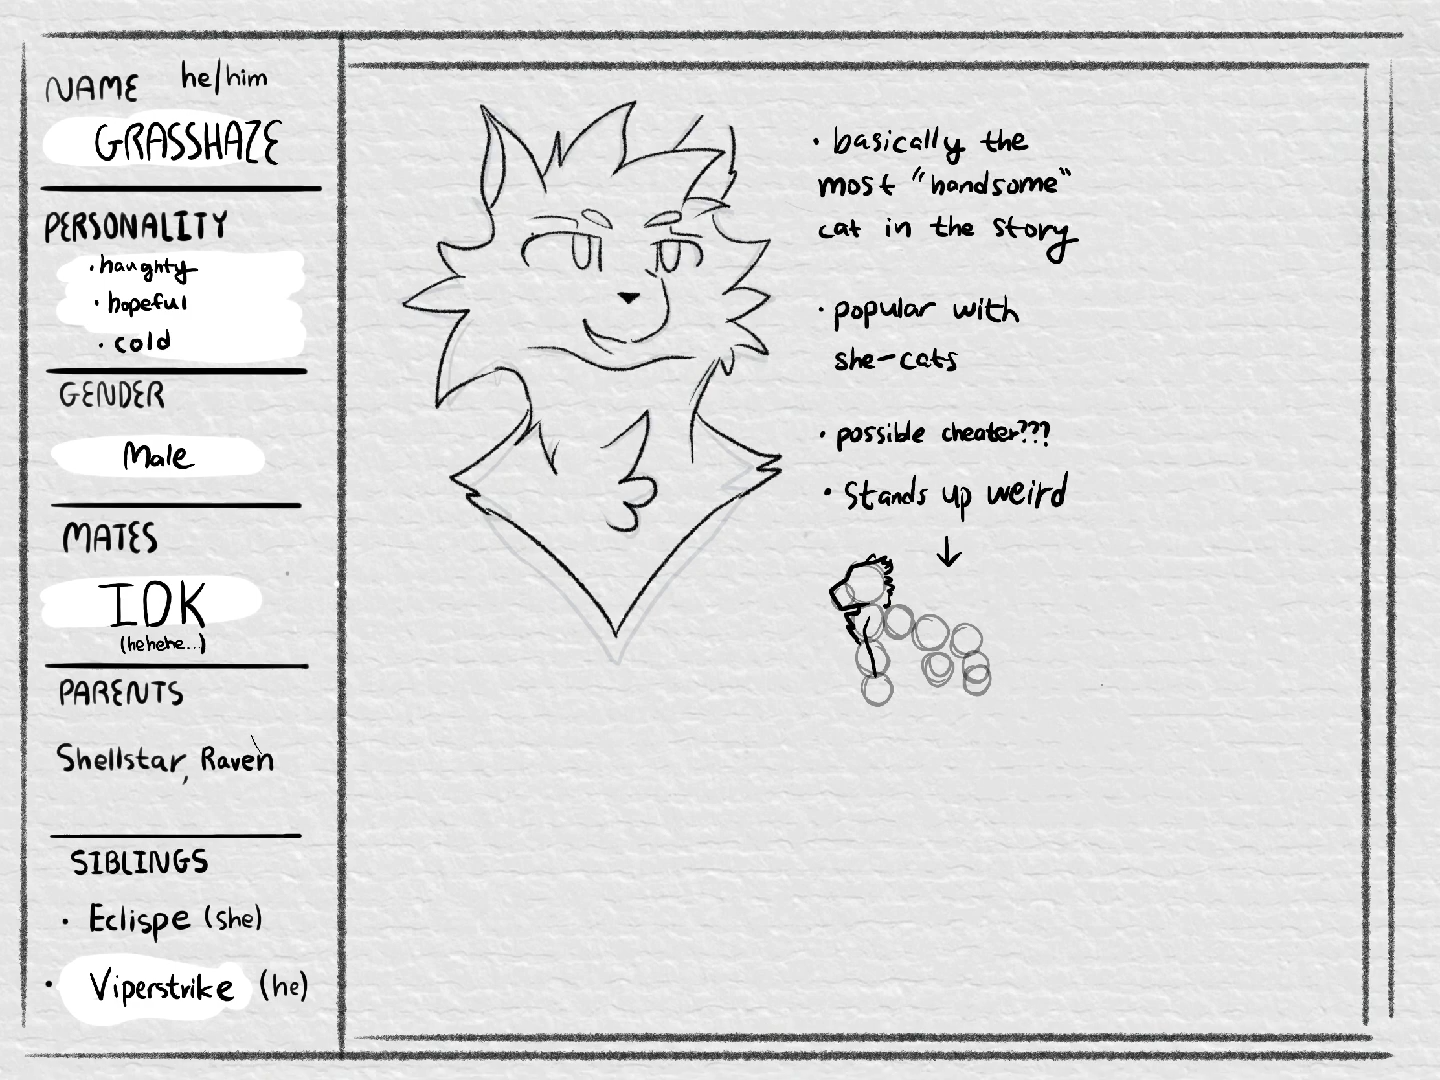 NAME he/him
GRASSHAZE
PERSONALITY
• haughty
• hopeful
• cold
GENDER
Male
MATES
IDK
(hehehe...)
PARENTS
Shellstar, Raven
SIBLINGS
• Eclispe (she)
• Viperstrike (he)
• basically the
most "handsome"
cat in the story
• popular with
she-cats
• possible cheater???
• Stands up weird